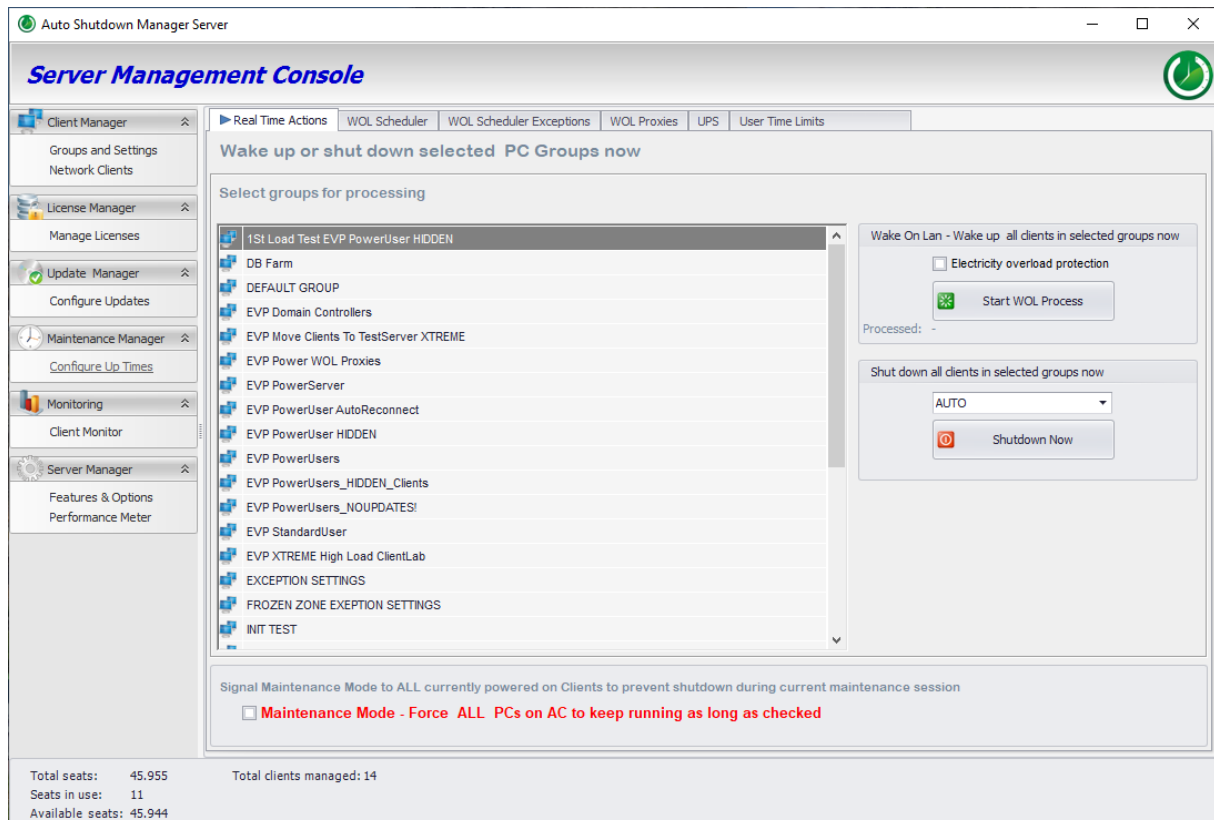 Auto Shutdown Manager Server
Server Management Console
Client Manager
Groups and Settings
Network Clients
License Manager
Manage Licenses
Update Manager
Configure Updates
Maintenance Manager
Configure Up Times
Monitoring
Client Monitor
Server Manager
Features & Options
Performance Meter
Real Time Actions
WOL Scheduler
WOL Scheduler Exceptions
WOL Proxies
UPS
User Time Limits
Wake up or shut down selected PC Groups now
Select groups for processing
1St Load Test EVP PowerUser HIDDEN
DB Farm
DEFAULT GROUP
EVP Domain Controllers
EVP Move Clients To TestServer XTREME
EVP Power WOL Proxies
EVP PowerServer
EVP PowerUser AutoReconnect
EVP PowerUser HIDDEN
EVP PowerUsers
EVP PowerUsers_HIDDEN_Clients
EVP PowerUsers_NOUPDATES!
EVP StandardUser
EVP XTREME High Load ClientLab
EXCEPTION SETTINGS
FROZEN ZONE EXEPTION SETTINGS
INIT TEST
Wake On Lan - Wake up all clients in selected groups now
Electricity overload protection
Start WOL Process
Processed: -
Shut down all clients in selected groups now
AUTO
Shutdown Now
Signal Maintenance Mode to ALL currently powered on Clients to prevent shutdown during current maintenance session
Maintenance Mode - Force ALL PCs on AC to keep running as long as checked
Total seats: 45.955
Total clients managed: 14
Seats in use: 11
Available seats: 45.944